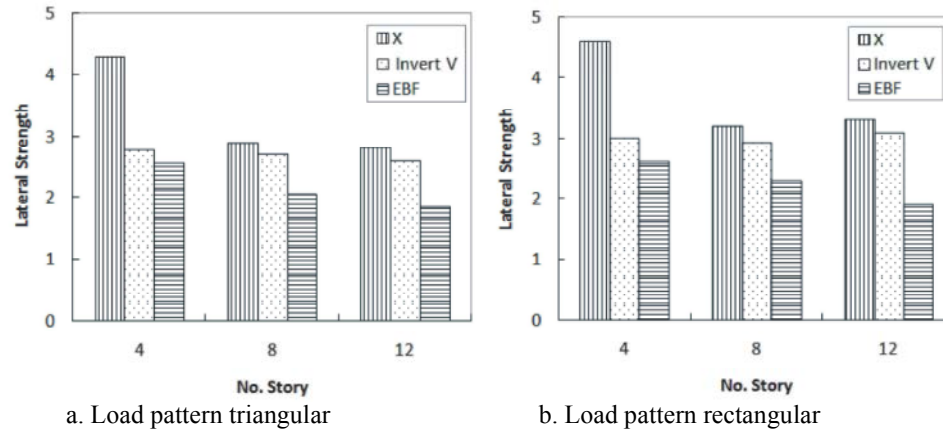 5
4
3
2
1
0
Lateral Strength
X
Invert V
EBF
4 8 12
No. Story
a. Load pattern triangular
5
4
3
2
1
0
Lateral Strength
X
Invert V
EBF
4 8 12
No. Story
b. Load pattern rectangular